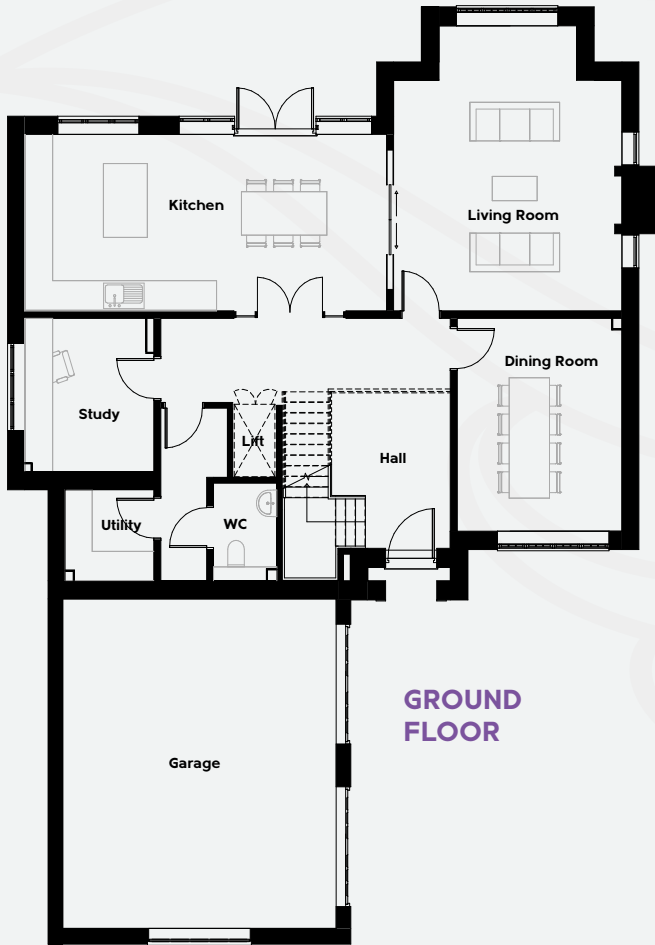 Kitchen
Living Room
Dining Room
Study
Lift
Hall
Utility
WC
GROUND
FLOOR
Garage